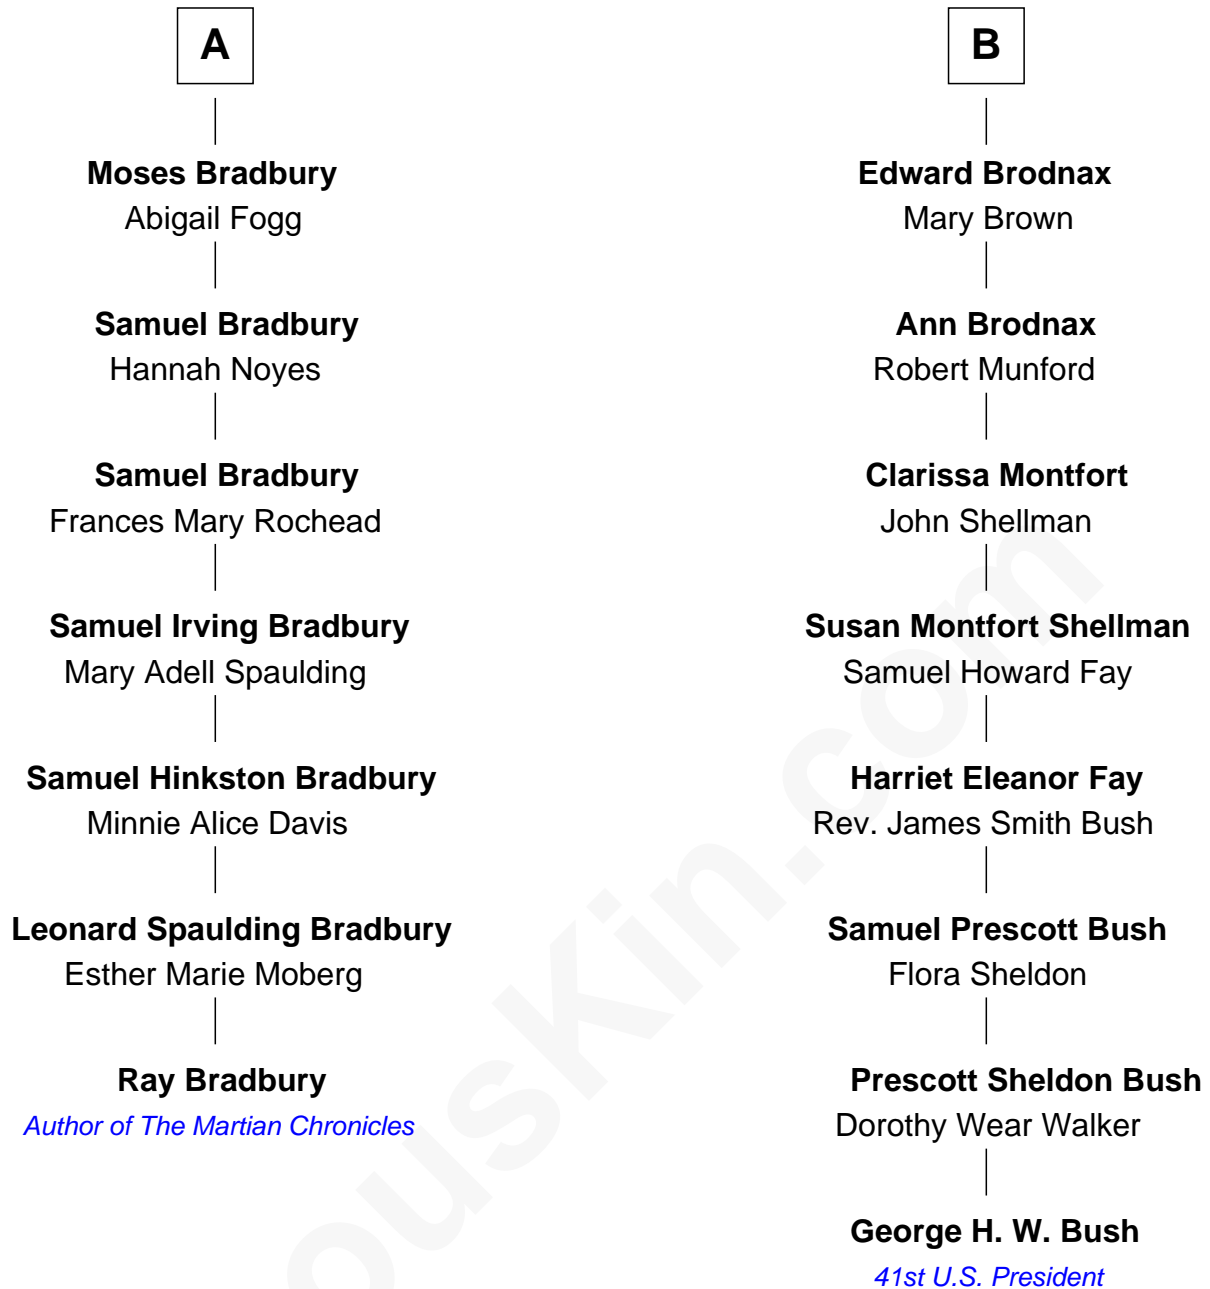 A
Moses Bradbury
Abigail Fogg
Samuel Bradbury
Hannah Noyes
Samuel Bradbury
Frances Mary Rochead
Samuel Irving Bradbury
Mary Adell Spaulding
Samuel Hinkston Bradbury
Minnie Alice Davis
Leonard Spaulding Bradbury
Esther Marie Moberg
Ray Bradbury
Author of The Martian Chronicles
B
Edward Brodnax
Mary Brown
Ann Brodnax
Robert Munford
Clarissa Montfort
John Shellman
Susan Montfort Shellman
Samuel Howard Fay
Harriet Eleanor Fay
Rev. James Smith Bush
Samuel Prescott Bush
Flora Sheldon
Prescott Sheldon Bush
Dorothy Wear Walker
George H. W. Bush
41st U.S. President
ousKin.com